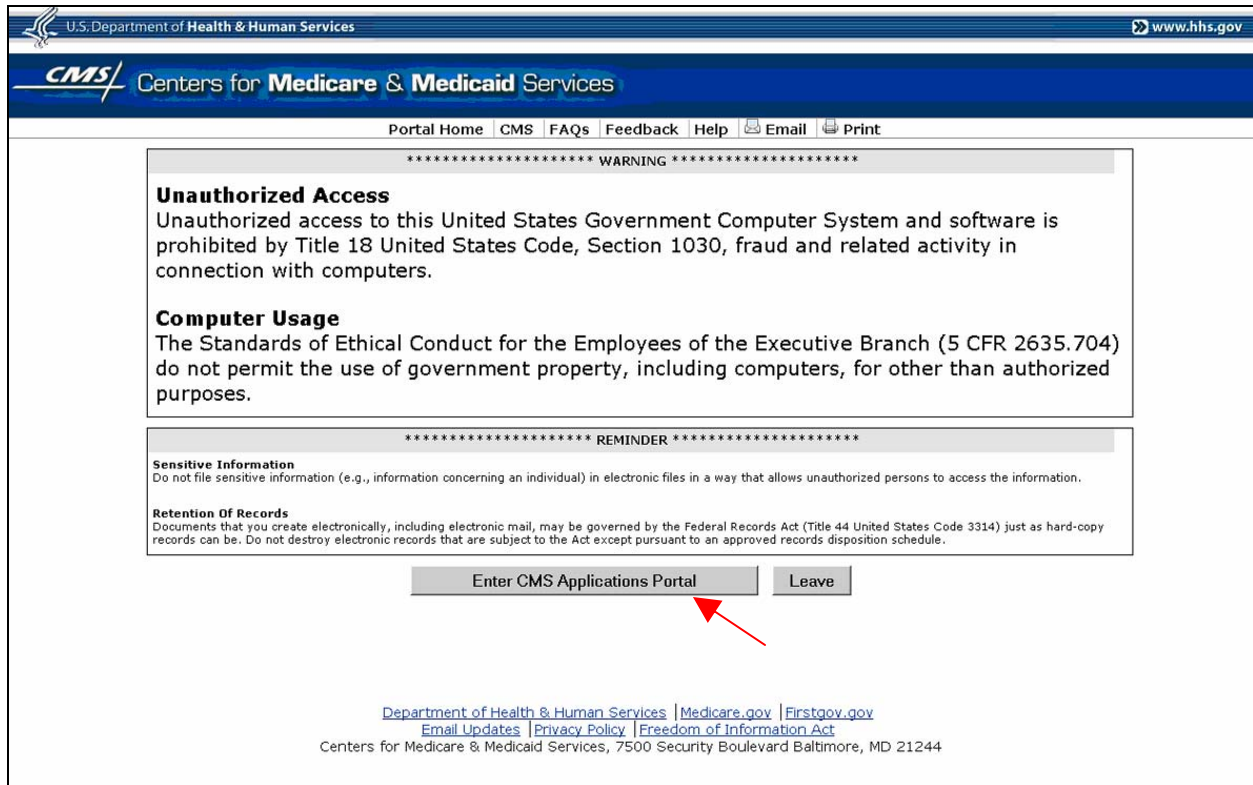 U.S. Department of Health & Human Services
www.hhs.gov
CMS Centers for Medicare & Medicaid Services
Portal Home CMS FAQs Feedback Help Email Print
********************* WARNING *********************
Unauthorized Access
Unauthorized access to this United States Government Computer System and software is
prohibited by Title 18 United States Code, Section 1030, fraud and related activity in
connection with computers.
Computer Usage
The Standards of Ethical Conduct for the Employees of the Executive Branch (5 CFR 2635.704)
do not permit the use of government property, including computers, for other than authorized
purposes.
********************* REMINDER *********************
Sensitive Information
Do not file sensitive information (e.g., information concerning an individual) in electronic files in a way that allows unauthorized persons to access the information.
Retention Of Records
Documents that you create electronically, including electronic mail, may be governed by the Federal Records Act (Title 44 United States Code 3314) just as hard-copy
records can be. Do not destroy electronic records that are subject to the Act except pursuant to an approved records disposition schedule.
Enter CMS Applications Portal Leave
Department of Health & Human Services | Medicare.gov | Firstgov.gov
Email Updates | Privacy Policy | Freedom of Information Act
Centers for Medicare & Medicaid Services, 7500 Security Boulevard Baltimore, MD 21244